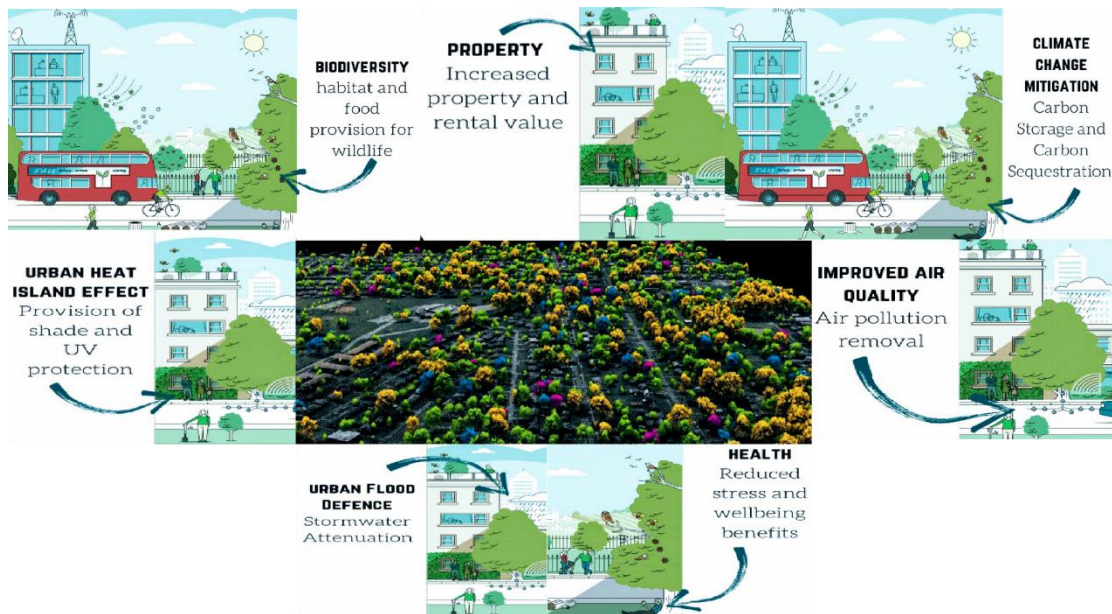 BIODIVERSITY
habitat and
food
provision for
wildlife
PROPERTY
Increased
property and
rental value
CLIMATE
CHANGE
MITIGATION
Carbon
Storage and
Carbon
Sequestration
URBAN HEAT
ISLAND EFFECT
Provision of
shade and
UV
protection
IMPROVED AIR
QUALITY
Air pollution
removal
URBAN FLOOD
DEFENCE
Stormwater
Attenuation
HEALTH
Reduced
stress and
wellbeing
benefits